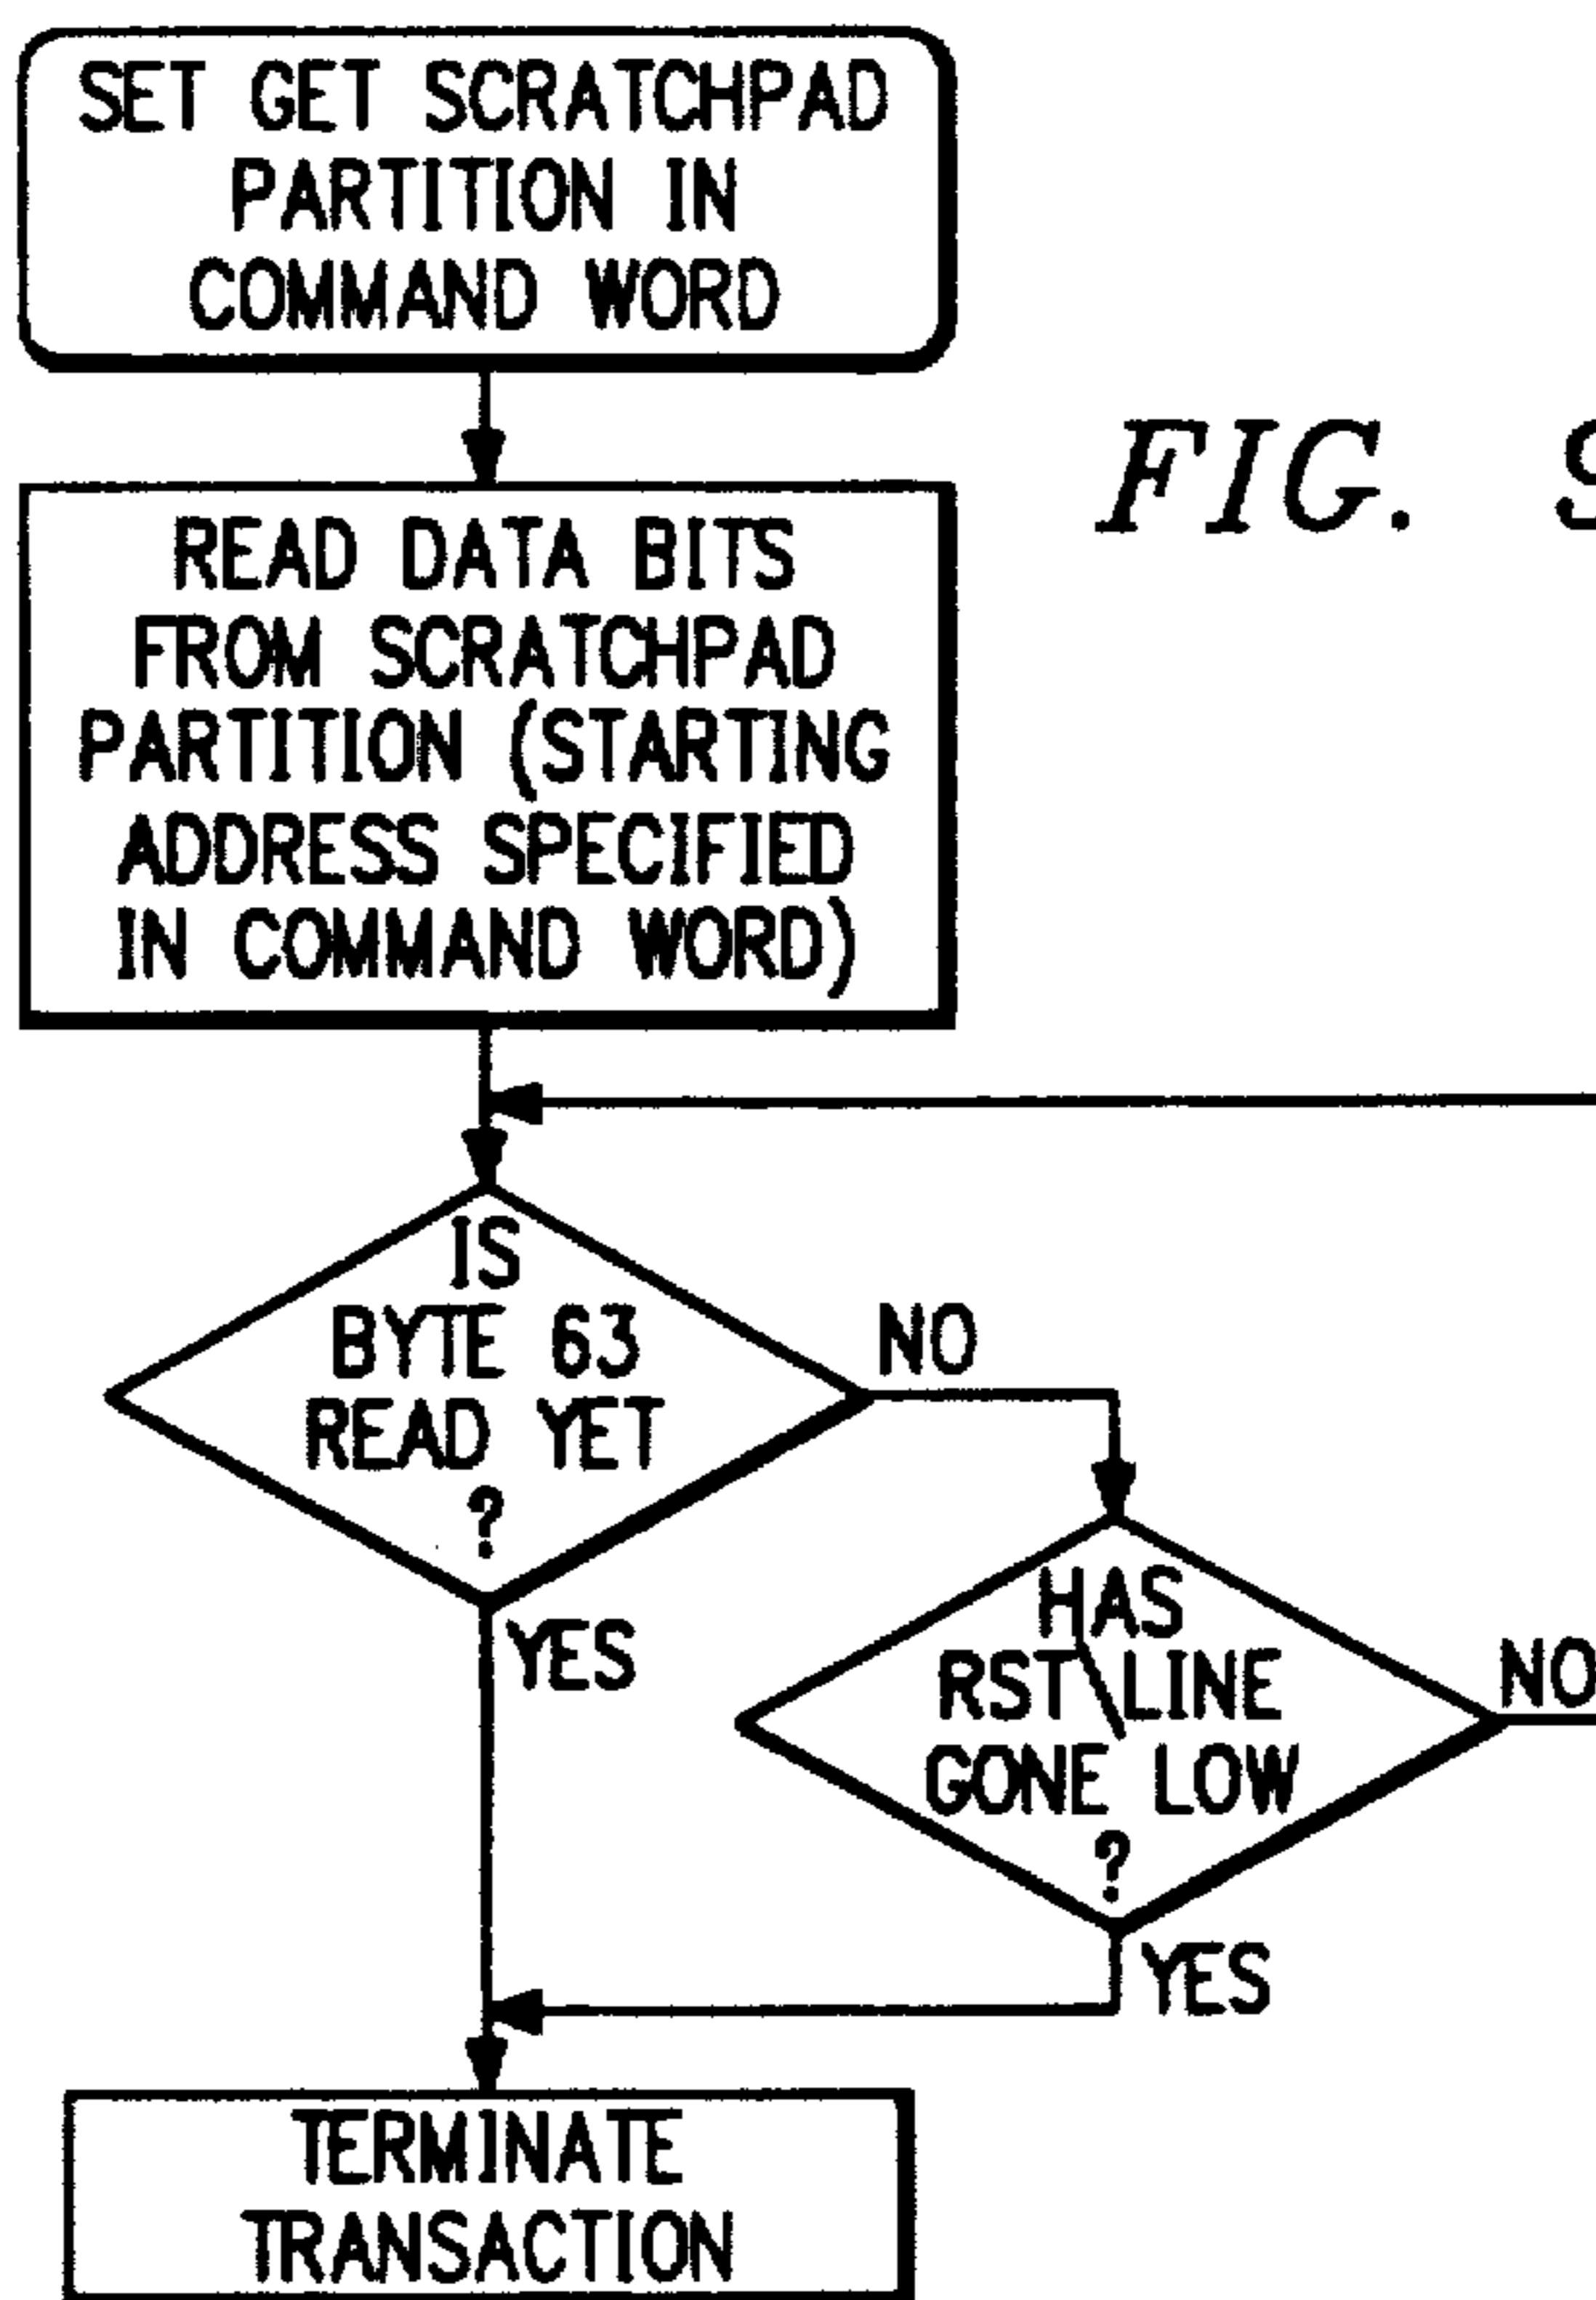 SET GET SCRATCHPAD
PARTITION IN
COMMAND WORD
FIG.
READ DATA BITS
FROM SCRATCHPAD
PARTITION (STARTING
ADDRESS SPECIFIED
IN COMMAND WORD)
IS
BYTE 63
READ YET
?
NO
YES
HAS
RST\LINE
GONE LOW
?
NO
YES
TERMINATE
TRANSACTION